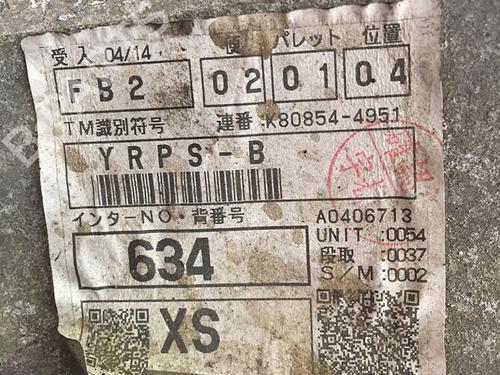 受入 04/14 便 パレット 位置
FB2 02 01 04
TM識別符号 連番:K80854-4951
YRPS-B
インターNO・背番号 A0406713
634 UNIT :0054
段取 :0037
S/M :0002
XS